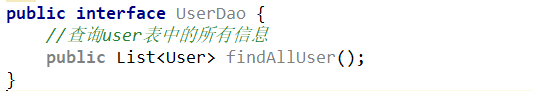 public interface UserDao {
//查询user表中的所有信息
public List<User> findAllUser();
}